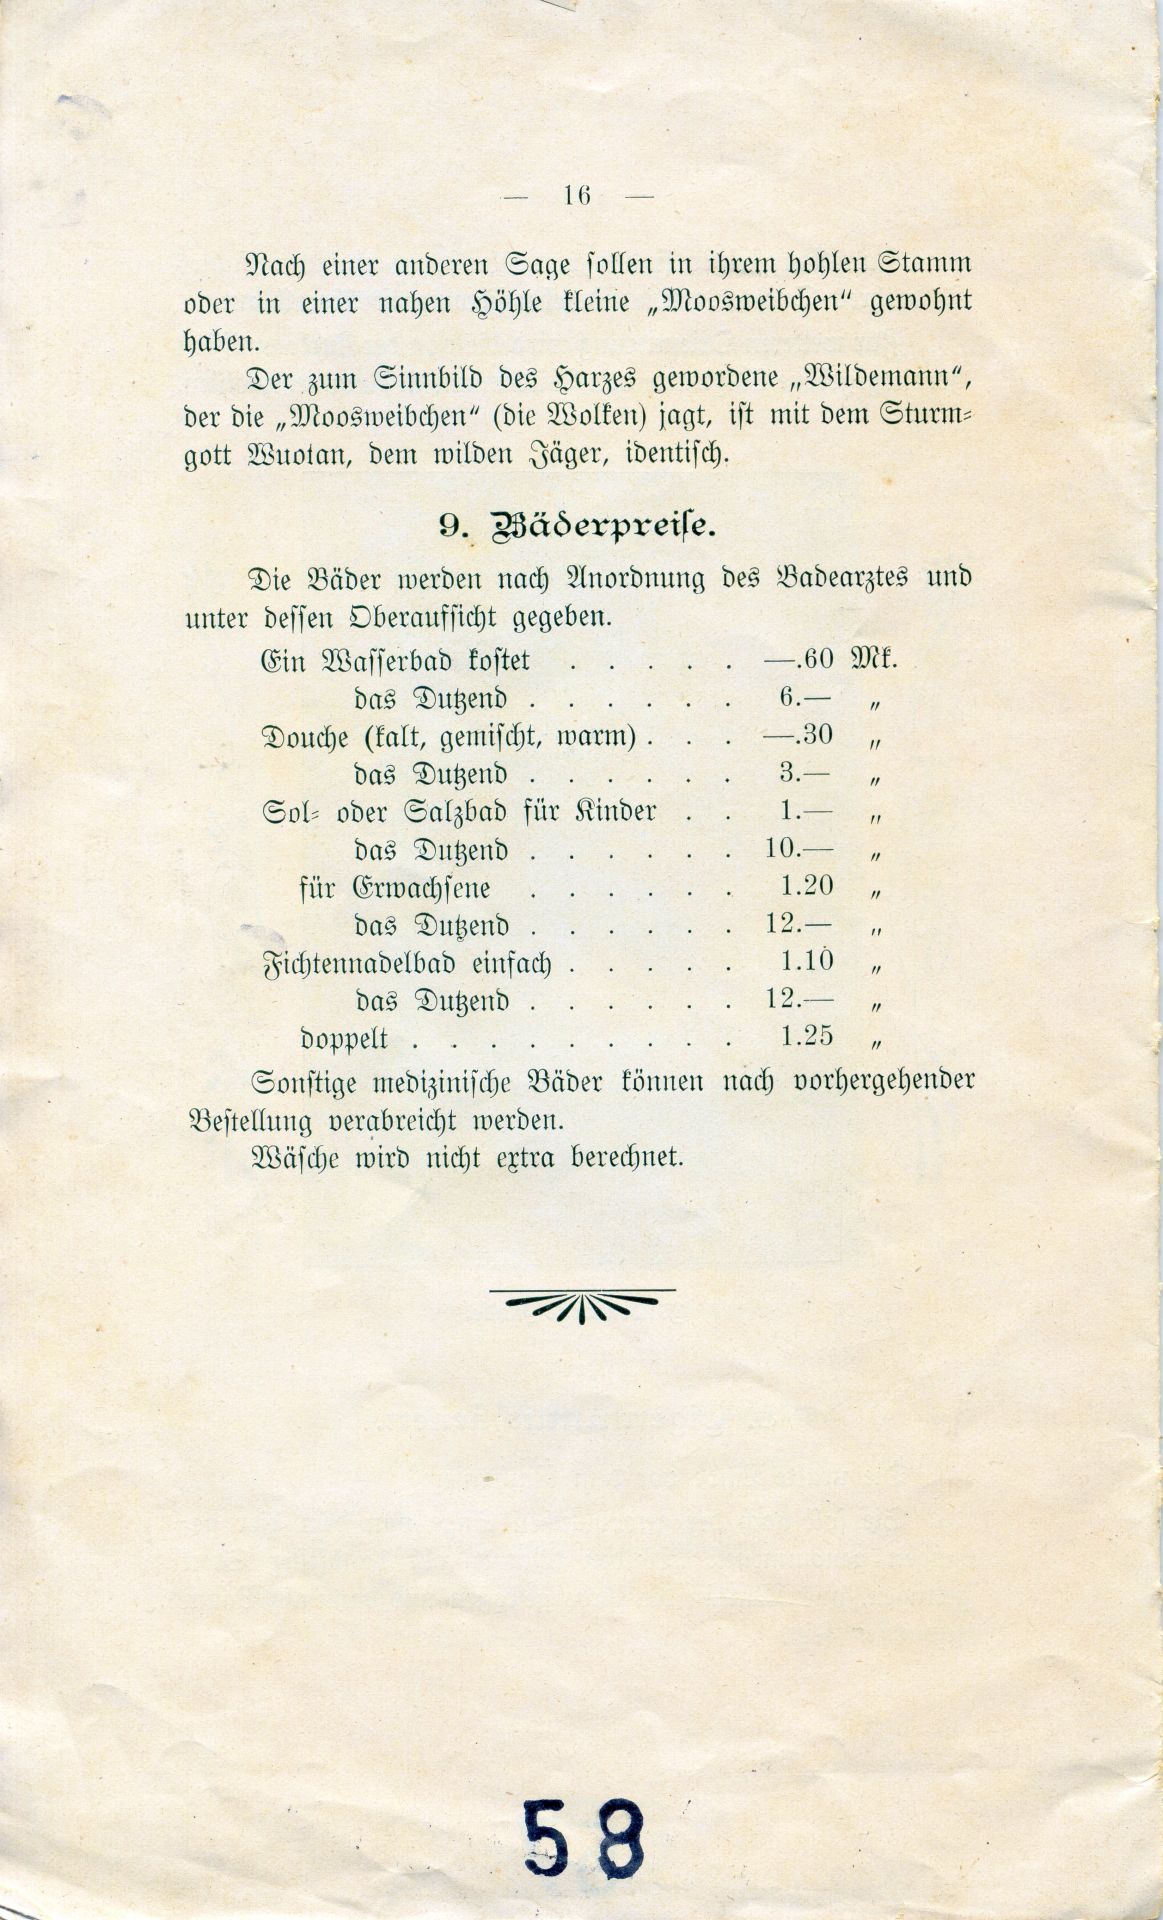 — 16 —
Nach einer anderen Sage sollen in ihrem hohlen Stamm
oder in einer nahen Höhle kleine „Moosweibchen“ gewohnt
haben.
Der zum Sinnbild des Harzes gewordene „Wildemann“,
der die „Moosweibchen“ (die Wolken) jagt, ist mit dem Sturm-
gott Wuotan, dem wilden Jäger, identisch.
9. Bäderpreise.
Die Bäder werden nach Anordnung des Badearztes und
unter dessen Oberaufsicht gegeben.
Ein Wasserbad kostet . . . . . —.60 Mk.
das Dutzend . . . . . . 6.— „
Douche (kalt, gemischt, warm) . . . —.30 „
das Dutzend . . . . . . 3.— „
Sol- oder Salzbad für Kinder . . 1.— „
das Dutzend . . . . . . 10.— „
für Erwachsene . . . . . . 1.20 „
das Dutzend . . . . . . 12.— „
Fichtennadelbad einfach . . . . . 1.10 „
das Dutzend . . . . . . 12.— „
doppelt . . . . . . . . . 1.25 „
Sonstige medizinische Bäder können nach vorhergehender
Bestellung verabreicht werden.
Wäsche wird nicht extra berechnet.
58